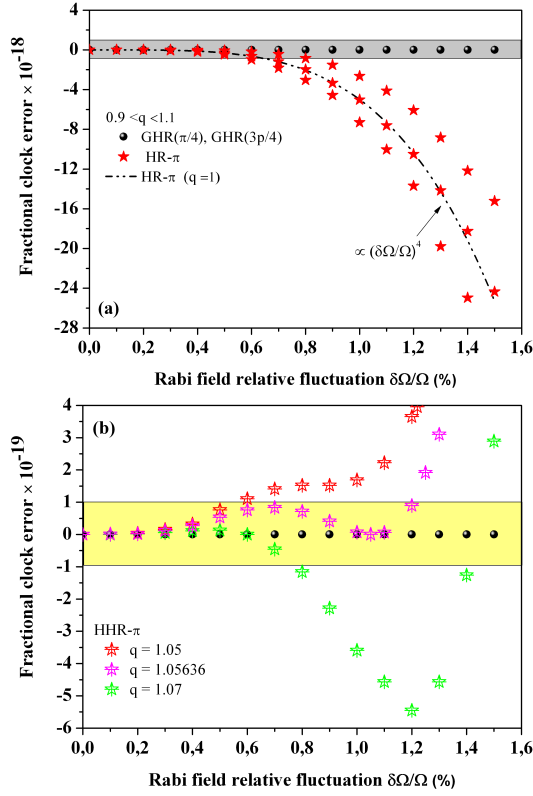 Fractional clock error × 10⁻¹⁸
4
0
-4
-8
-12
-16
-20
-24
-28
0.9 <q <1.1
GHR(π/4), GHR(3p/4)
HR-π
HR-π (q =1)
∝ (δΩ/Ω)⁴
(a)
0,0 0,2 0,4 0,6 0,8 1,0 1,2 1,4 1,6
Rabi field relative fluctuation δΩ/Ω (%)
Fractional clock error × 10⁻¹⁹
4
3
2
1
0
-1
-2
-3
-4
-5
-6
(b)
HHR-π
q = 1.05
q = 1.05636
q = 1.07
0,0 0,2 0,4 0,6 0,8 1,0 1,2 1,4 1,6
Rabi field relative fluctuation δΩ/Ω (%)